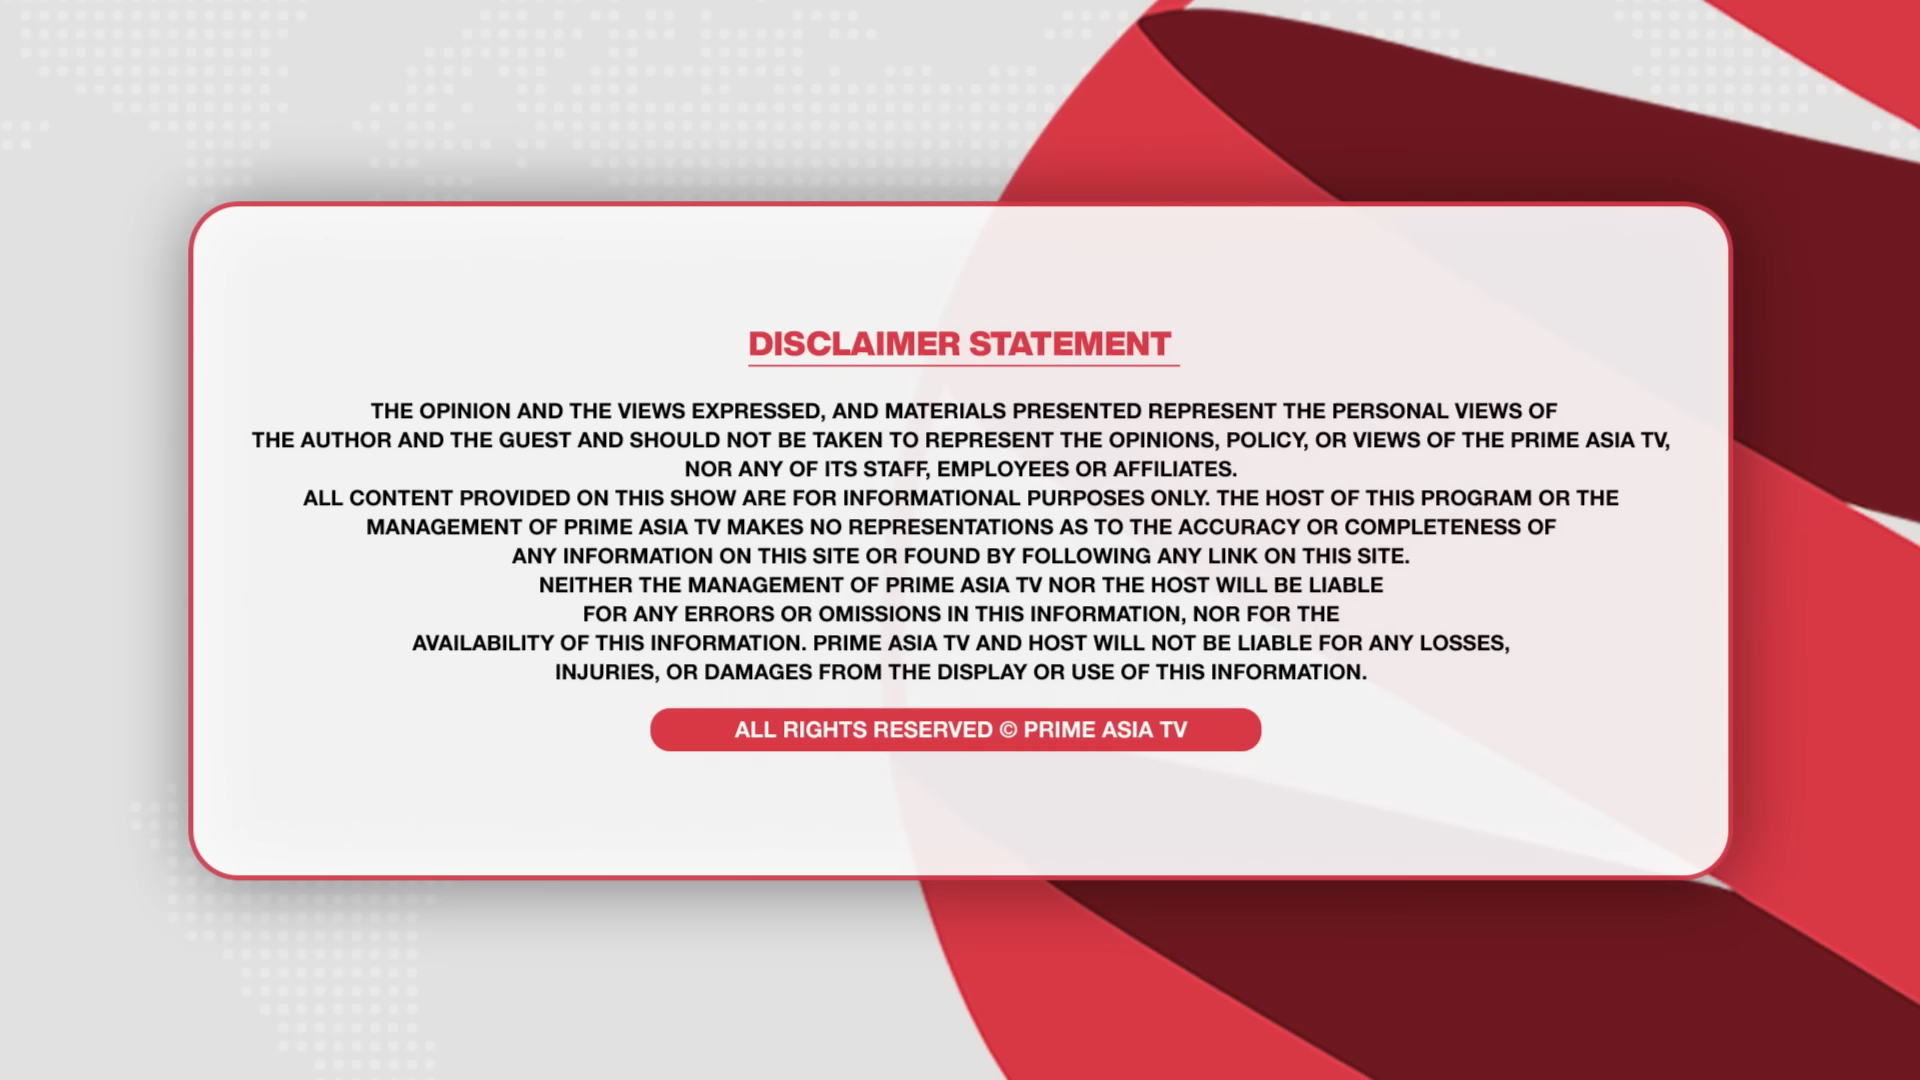 DISCLAIMER STATEMENT
THE OPINION AND THE VIEWS EXPRESSED, AND MATERIALS PRESENTED REPRESENT THE PERSONAL VIEWS OF
THE AUTHOR AND THE GUEST AND SHOULD NOT BE TAKEN TO REPRESENT THE OPINIONS, POLICY, OR VIEWS OF THE PRIME ASIA TV,
NOR ANY OF ITS STAFF, EMPLOYEES OR AFFILIATES.
ALL CONTENT PROVIDED ON THIS SHOW ARE FOR INFORMATIONAL PURPOSES ONLY. THE HOST OF THIS PROGRAM OR THE
MANAGEMENT OF PRIME ASIA TV MAKES NO REPRESENTATIONS AS TO THE ACCURACY OR COMPLETENESS OF
ANY INFORMATION ON THIS SITE OR FOUND BY FOLLOWING ANY LINK ON THIS SITE.
NEITHER THE MANAGEMENT OF PRIME ASIA TV NOR THE HOST WILL BE LIABLE
FOR ANY ERRORS OR OMISSIONS IN THIS INFORMATION, NOR FOR THE
AVAILABILITY OF THIS INFORMATION. PRIME ASIA TV AND HOST WILL NOT BE LIABLE FOR ANY LOSSES,
INJURIES, OR DAMAGES FROM THE DISPLAY OR USE OF THIS INFORMATION.
ALL RIGHTS RESERVED © PRIME ASIA TV